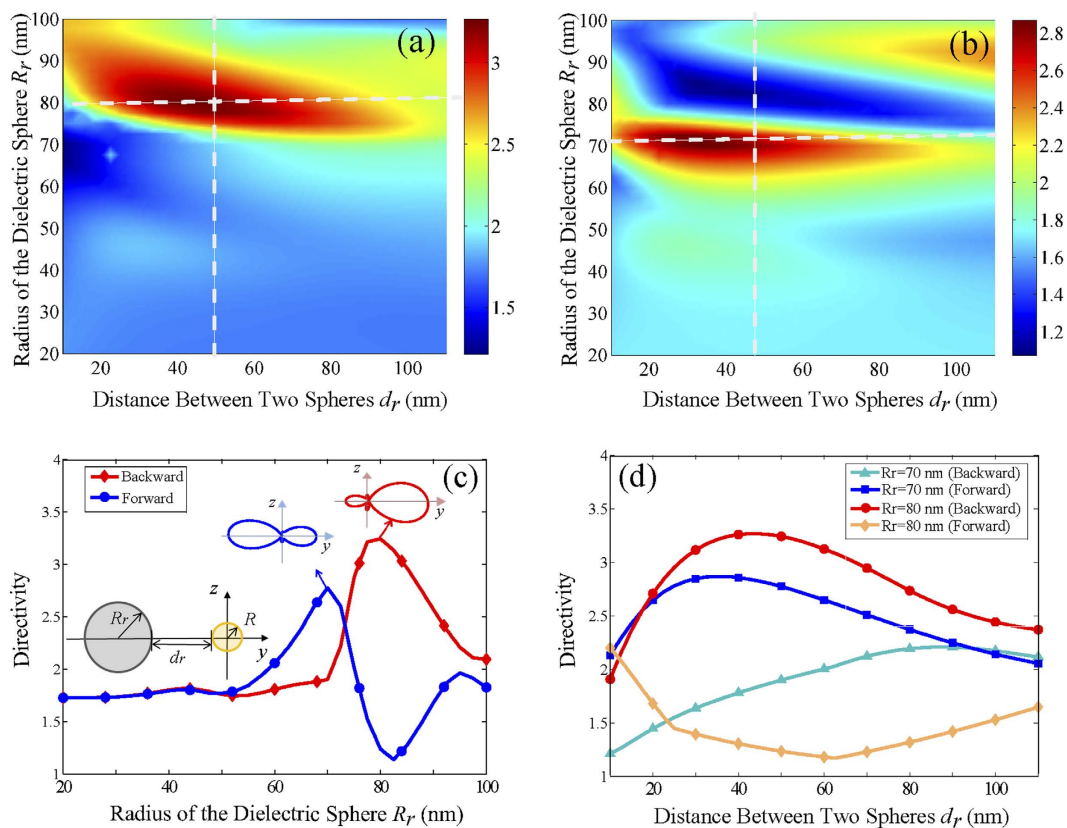 (a)
Radius of the Dielectric Sphere Rr (nm)
100
90
80
70
60
50
40
30
20
20 40 60 80 100
Distance Between Two Spheres dr (nm)
3
2.5
2
1.5
(b)
Radius of the Dielectric Sphere Rr (nm)
100
90
80
70
60
50
40
30
20
20 40 60 80 100
Distance Between Two Spheres dr (nm)
2.8
2.6
2.4
2.2
2
1.8
1.6
1.4
1.2
(c)
Backward
Forward
z
y
z
y
Rr
dr
z
R
y
Directivity
4
3.5
3
2.5
2
1.5
1
20 30 40 50 60 70 80 90 100
Radius of the Dielectric Sphere Rr (nm)
(d)
Rr=70 nm (Backward)
Rr=70 nm (Forward)
Rr=80 nm (Backward)
Rr=80 nm (Forward)
Directivity
4
3.5
3
2.5
2
1.5
1
10 20 30 40 50 60 70 80 90 100 110
Distance Between Two Spheres dr (nm)